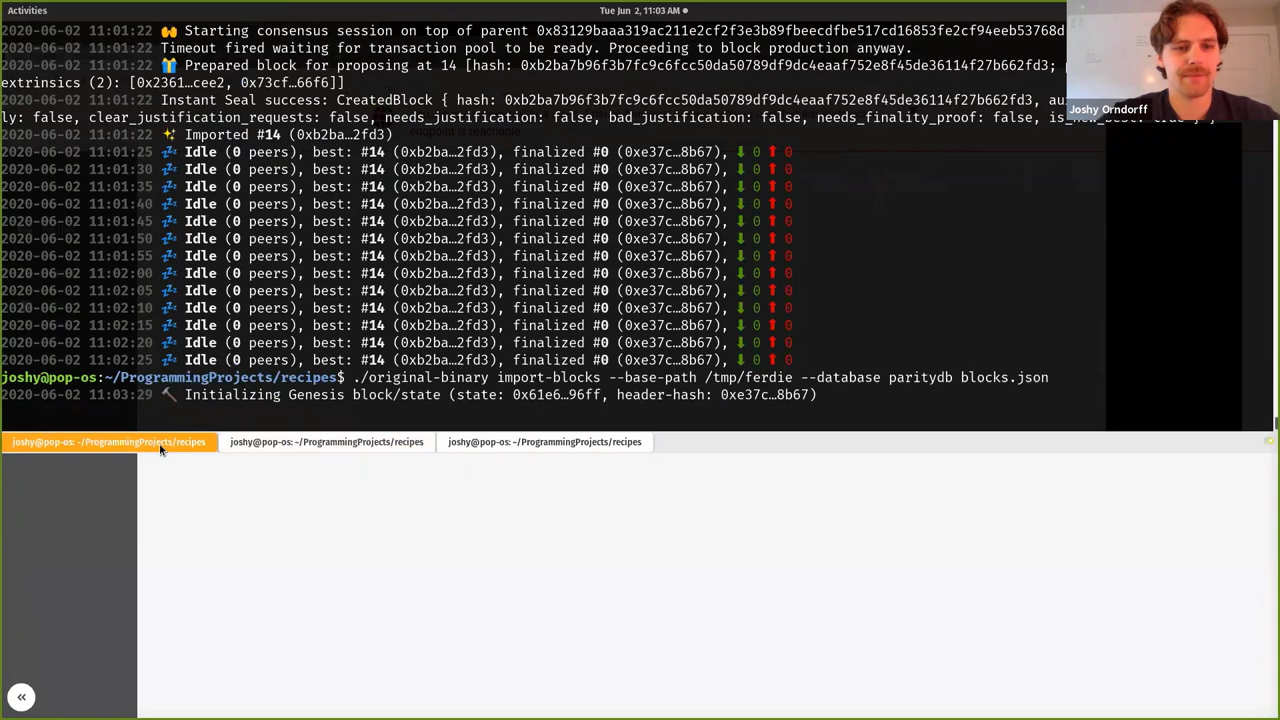 Activities
Tue Jun 2, 11:03 AM
2020-06-02 11:01:22 🙌 Starting consensus session on top of parent 0x83129baaa319ac211e2cf2f3e3b89fbeecdfbe517cd16853fe2cf94eeb53768d
2020-06-02 11:01:22 Timeout fired waiting for transaction pool to be ready. Proceeding to block production anyway.
2020-06-02 11:01:22 🎁 Prepared block for proposing at 14 [hash: 0xb2ba7b96f3b7fc9c6fcc50da50789df9dc4eaaf752e8f45de36114f27b662fd3;
extrinsics (2): [0x2361…cee2, 0x73cf…66f6]]
2020-06-02 11:01:22 Instant Seal success: CreatedBlock { hash: 0xb2ba7b96f3b7fc9c6fcc50da50789df9dc4eaaf752e8f45de36114f27b662fd3, au
ly: false, clear_justification_requests: false, needs_justification: false, bad_justification: false, needs_finality_proof: false,
endpoint is reachable.
2020-06-02 11:01:22 ✨ Imported #14 (0xb2ba…2fd3)
2020-06-02 11:01:25 💤 Idle (0 peers), best: #14 (0xb2ba…2fd3), finalized #0 (0xe37c…8b67), ⬇ 0 ⬆ 0
2020-06-02 11:01:30 💤 Idle (0 peers), best: #14 (0xb2ba…2fd3), finalized #0 (0xe37c…8b67), ⬇ 0 ⬆ 0
2020-06-02 11:01:35 💤 Idle (0 peers), best: #14 (0xb2ba…2fd3), finalized #0 (0xe37c…8b67), ⬇ 0 ⬆ 0
2020-06-02 11:01:40 💤 Idle (0 peers), best: #14 (0xb2ba…2fd3), finalized #0 (0xe37c…8b67), ⬇ 0 ⬆ 0
2020-06-02 11:01:45 💤 Idle (0 peers), best: #14 (0xb2ba…2fd3), finalized #0 (0xe37c…8b67), ⬇ 0 ⬆ 0
2020-06-02 11:01:50 💤 Idle (0 peers), best: #14 (0xb2ba…2fd3), finalized #0 (0xe37c…8b67), ⬇ 0 ⬆ 0
2020-06-02 11:01:55 💤 Idle (0 peers), best: #14 (0xb2ba…2fd3), finalized #0 (0xe37c…8b67), ⬇ 0 ⬆ 0
2020-06-02 11:02:00 💤 Idle (0 peers), best: #14 (0xb2ba…2fd3), finalized #0 (0xe37c…8b67), ⬇ 0 ⬆ 0
2020-06-02 11:02:05 💤 Idle (0 peers), best: #14 (0xb2ba…2fd3), finalized #0 (0xe37c…8b67), ⬇ 0 ⬆ 0
2020-06-02 11:02:10 💤 Idle (0 peers), best: #14 (0xb2ba…2fd3), finalized #0 (0xe37c…8b67), ⬇ 0 ⬆ 0
2020-06-02 11:02:15 💤 Idle (0 peers), best: #14 (0xb2ba…2fd3), finalized #0 (0xe37c…8b67), ⬇ 0 ⬆ 0
2020-06-02 11:02:20 💤 Idle (0 peers), best: #14 (0xb2ba…2fd3), finalized #0 (0xe37c…8b67), ⬇ 0 ⬆ 0
2020-06-02 11:02:25 💤 Idle (0 peers), best: #14 (0xb2ba…2fd3), finalized #0 (0xe37c…8b67), ⬇ 0 ⬆ 0
joshy@pop-os:~/ProgrammingProjects/recipes$ ./original-binary import-blocks --base-path /tmp/ferdie --database paritydb blocks.json
2020-06-02 11:03:29 🔨 Initializing Genesis block/state (state: 0x61e6…96ff, header-hash: 0xe37c…8b67)
joshy@pop-os: ~/ProgrammingProjects/recipes
joshy@pop-os: ~/ProgrammingProjects/recipes
joshy@pop-os: ~/ProgrammingProjects/recipes
Joshy Orndorff